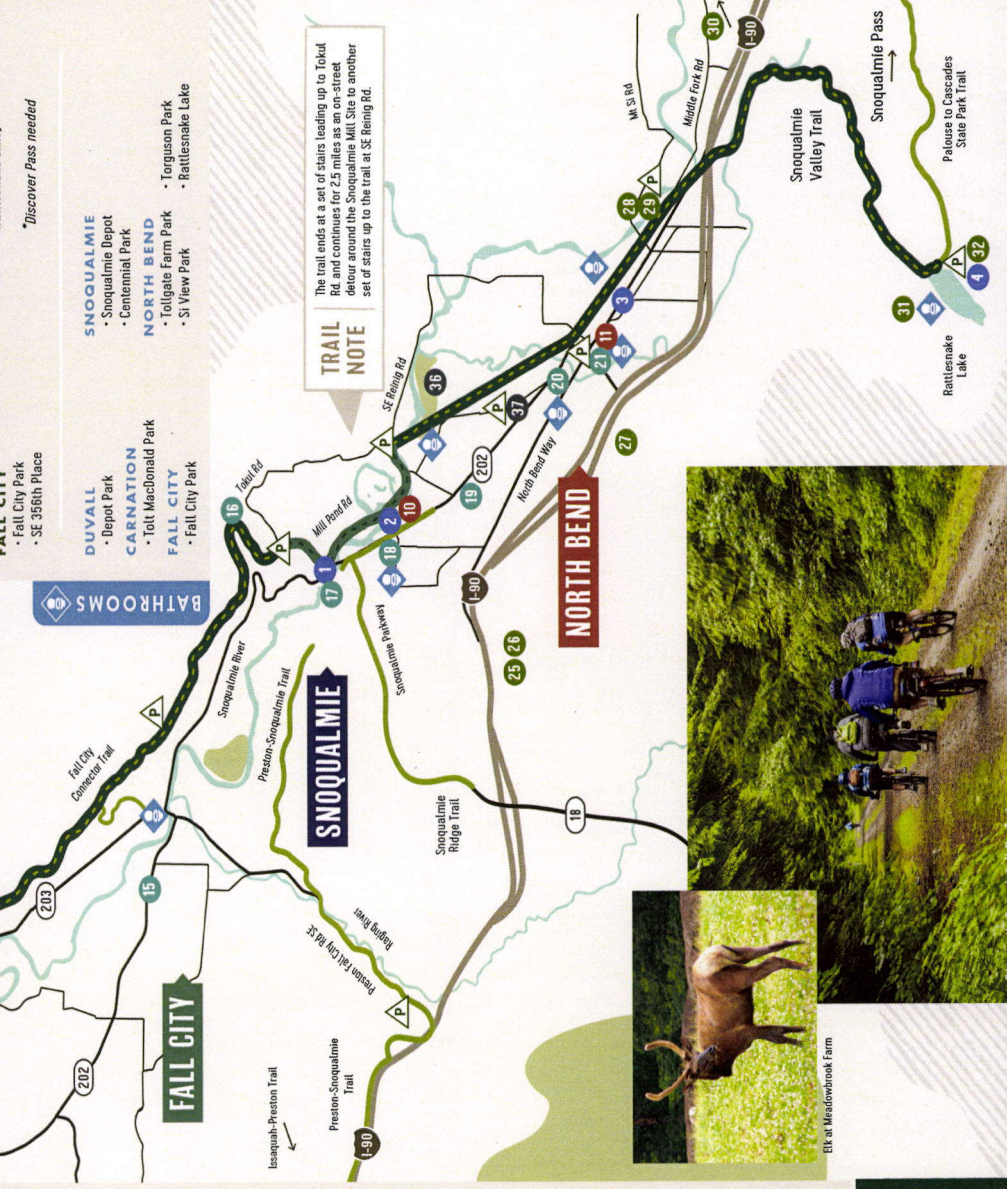 FALL CITY
• Fall City Park
• SE 356th Place
*Discover Pass needed
BATHROOMS
DUVALL
• Depot Park
CARNATION
• Tolt MacDonald Park
FALL CITY
• Fall City Park
SNOQUALMIE
• Snoqualmie Depot
• Centennial Park
NORTH BEND
• Tollgate Farm Park
• Si View Park
• Torguson Park
• Rattlesnake Lake
TRAIL
NOTE
The trail ends at a set of stairs leading up to Tokul
Rd. and continues for 2.5 miles as an on-street
detour around the Snoqualmie Mill Site to another
set of stairs up to the trail at SE Reinig Rd.
203
202
15
FALL CITY
Fall City
Connector Trail
P
Snoqualmie River
Preston-Snoqualmie Trail
Raging River
Preston Fall City Rd SE
P
Preston-Snoqualmie
Trail
Issaquah-Preston Trail
I-90
SNOQUALMIE
Snoqualmie Parkway
Snoqualmie
Ridge Trail
18
16
Tokul Rd
P
Mill Pond Rd
1
17
2
10
18
19
202
P
SE Reinig Rd
36
37
P
North Bend Way
20
21
P
11
3
I-90
25
26
27
NORTH BEND
28
29
P
Mt Si Rd
Middle Fork Rd
30
I-90
Snoqualmie
Valley Trail
Snoqualmie Pass
Palouse to Cascades
State Park Trail
31
P
4
32
Rattlesnake
Lake
Elk at Meadowbrook Farm